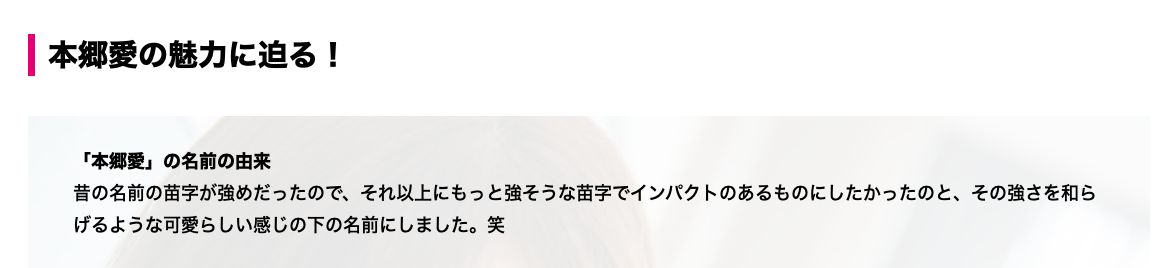 本郷愛の魅力に迫る！
「本郷愛」の名前の由来
昔の名前の苗字が強めだったので、それ以上にもっと強そうな苗字でインパクトのあるものにしたかったのと、その強さを和ら
げるような可愛らしい感じの下の名前にしました。笑